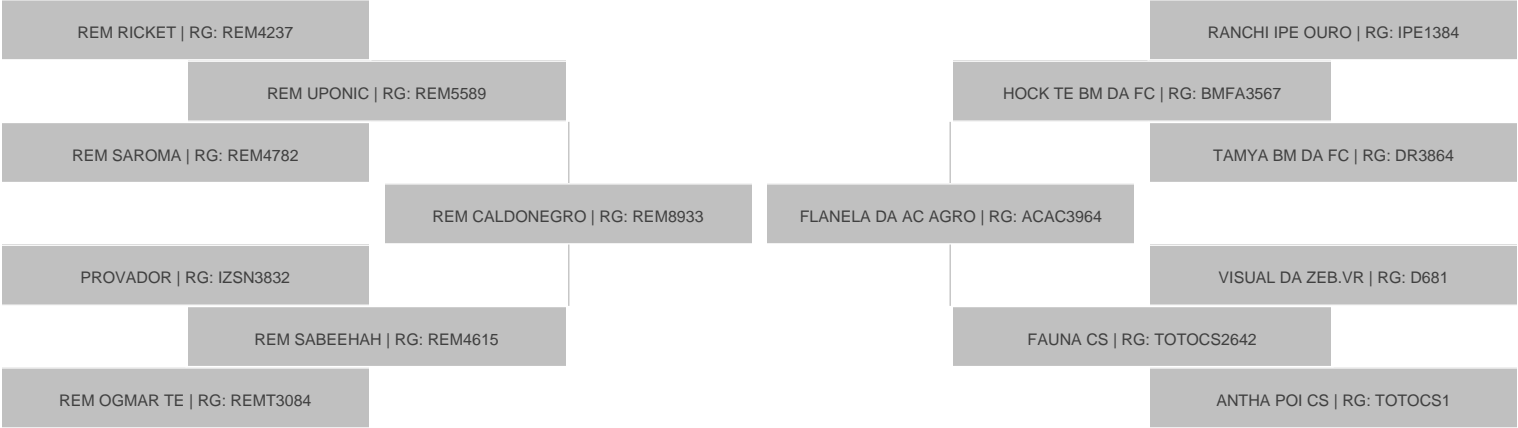 REM RICKET | RG: REM4237
RANCHI IPE OURO | RG: IPE1384
REM UPONIC | RG: REM5589
HOCK TE BM DA FC | RG: BMFA3567
REM SAROMA | RG: REM4782
TAMYA BM DA FC | RG: DR3864
REM CALDONEGRO | RG: REM8933
FLANELA DA AC AGRO | RG: ACAC3964
PROVADOR | RG: IZSN3832
VISUAL DA ZEB.VR | RG: D681
REM SABEEHAH | RG: REM4615
FAUNA CS | RG: TOTOCS2642
REM OGMAR TE | RG: REMT3084
ANTHA POI CS | RG: TOTOCS1